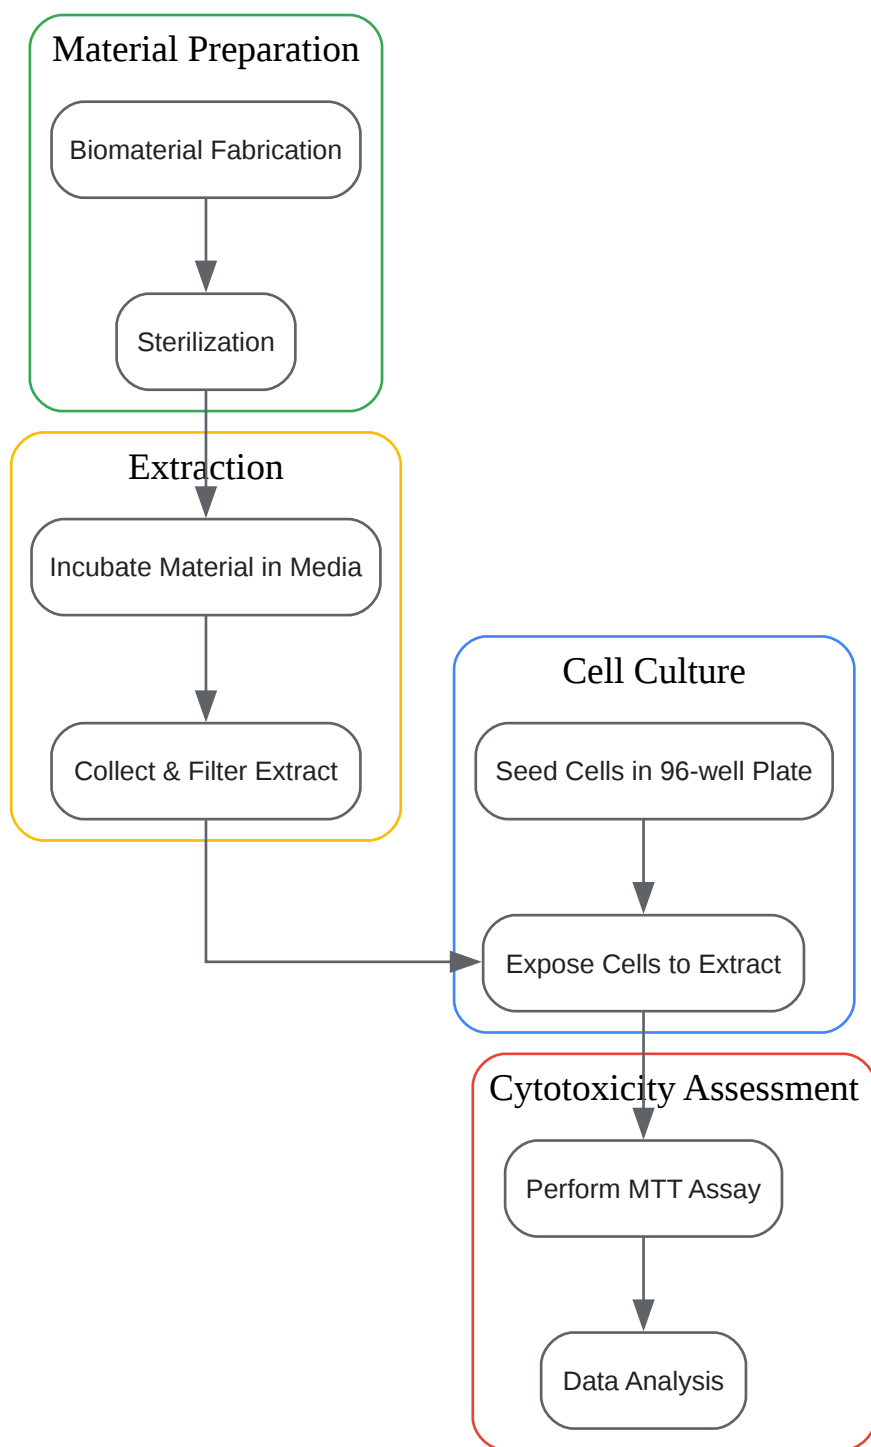 Material Preparation
Biomaterial Fabrication
Sterilization
Extraction
Incubate Material in Media
Collect & Filter Extract
Cell Culture
Seed Cells in 96-well Plate
Expose Cells to Extract
Cytotoxicity Assessment
Perform MTT Assay
Data Analysis